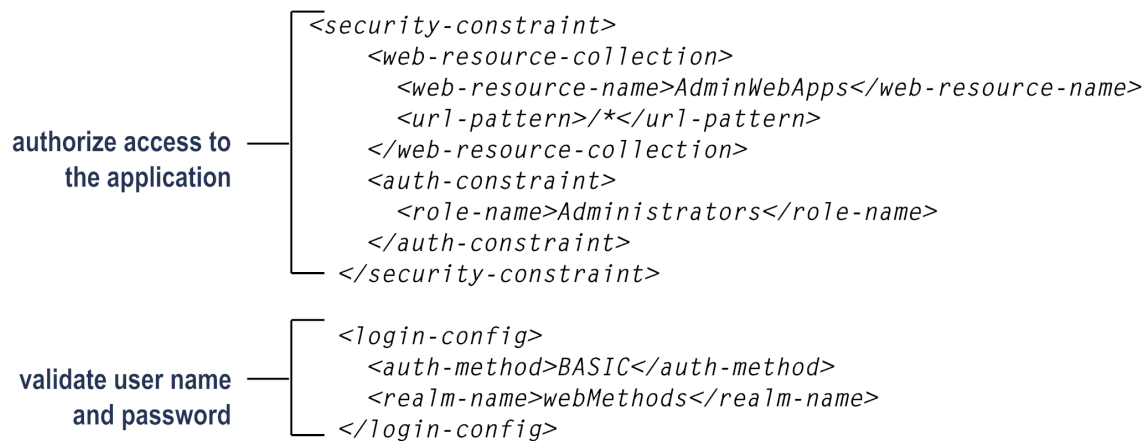 <security-constraint>
<web-resource-collection>
<web-resource-name>AdminWebApps</web-resource-name>
<url-pattern>/*</url-pattern>
</web-resource-collection>
<auth-constraint>
<role-name>Administrators</role-name>
</auth-constraint>
</security-constraint>
authorize access to
the application
<login-config>
<auth-method>BASIC</auth-method>
<realm-name>webMethods</realm-name>
</login-config>
validate user name
and password